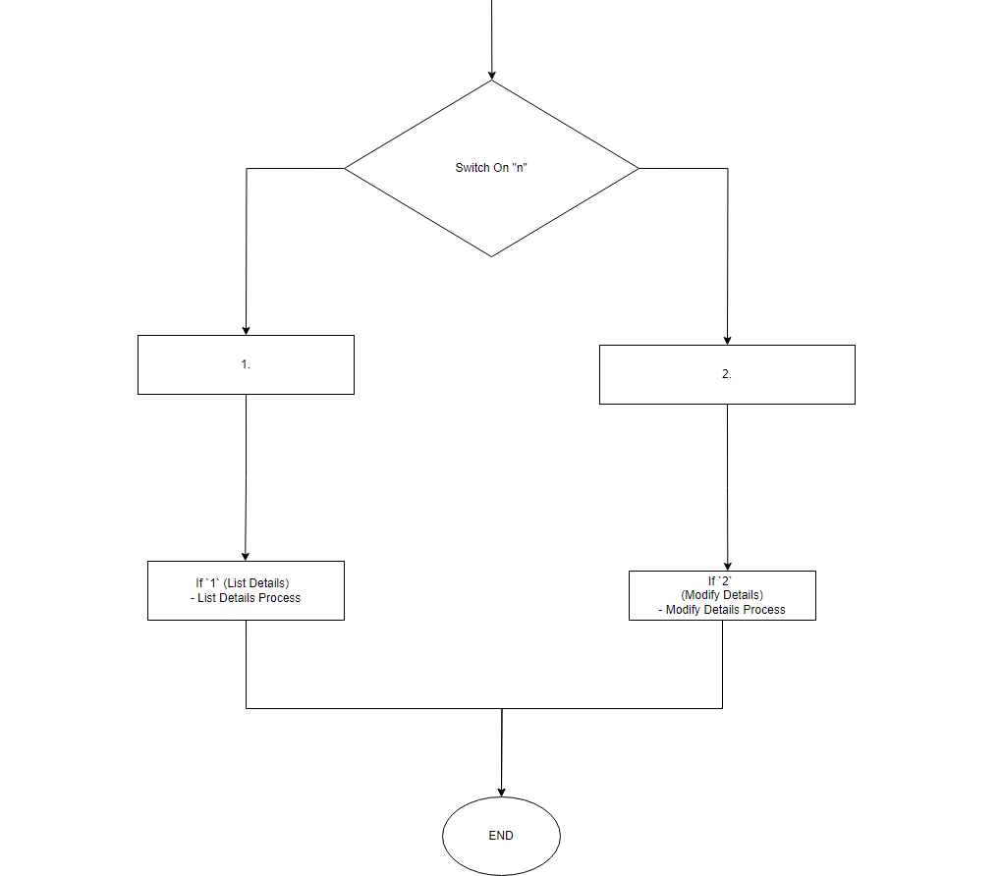 Switch On "n"
1.
2.
If `1` (List Details)
- List Details Process
If `2`
(Modify Details)
- Modify Details Process
END